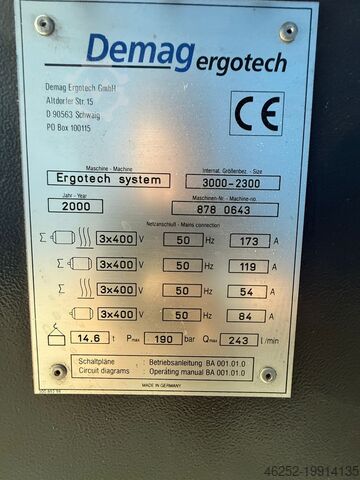 Demag ergotech
Demag Ergotech GmbH
Altdorfer Str. 15
D 90563 Schwaig
PO Box 100115
CE
Maschine - Machine
Internat. Größenbez. - Size
Ergotech system
3000-2300
Jahr - Year
Maschinen-Nr. - Machine-no.
2000
878 0643
Netzanschluß - Mains connection
Σ 3x400 V 50 Hz 173 A
Σ 3x400 V 50 Hz 119 A
Σ 3x400 V 50 Hz 54 A
3x400 V 50 Hz 84 A
14.6 t Pmax 190 bar Qmax 243 l/min
Schaltpläne : Betriebsanleitung BA 001.01.0
Circuit diagrams : Operating manual BA 001.01.0
MADE IN GERMANY
46252-19914135